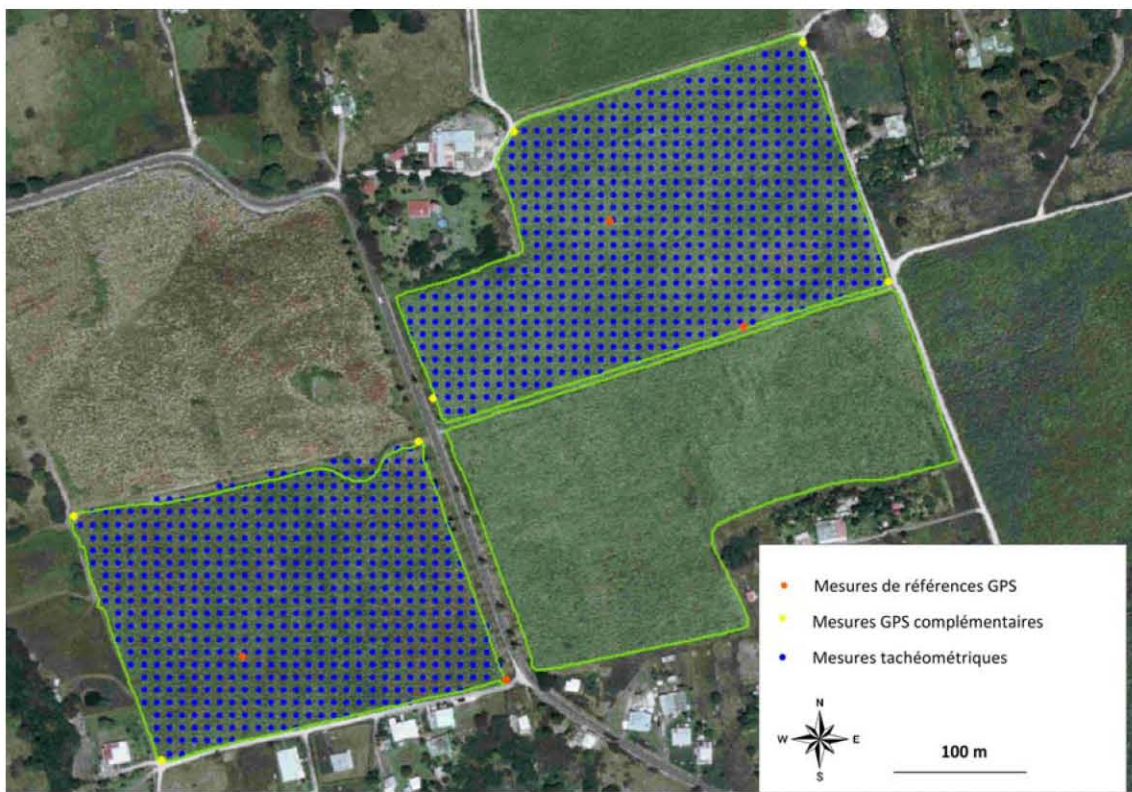 Mesures de références GPS
Mesures GPS complémentaires
Mesures tachéométriques
N
W E
S
100 m